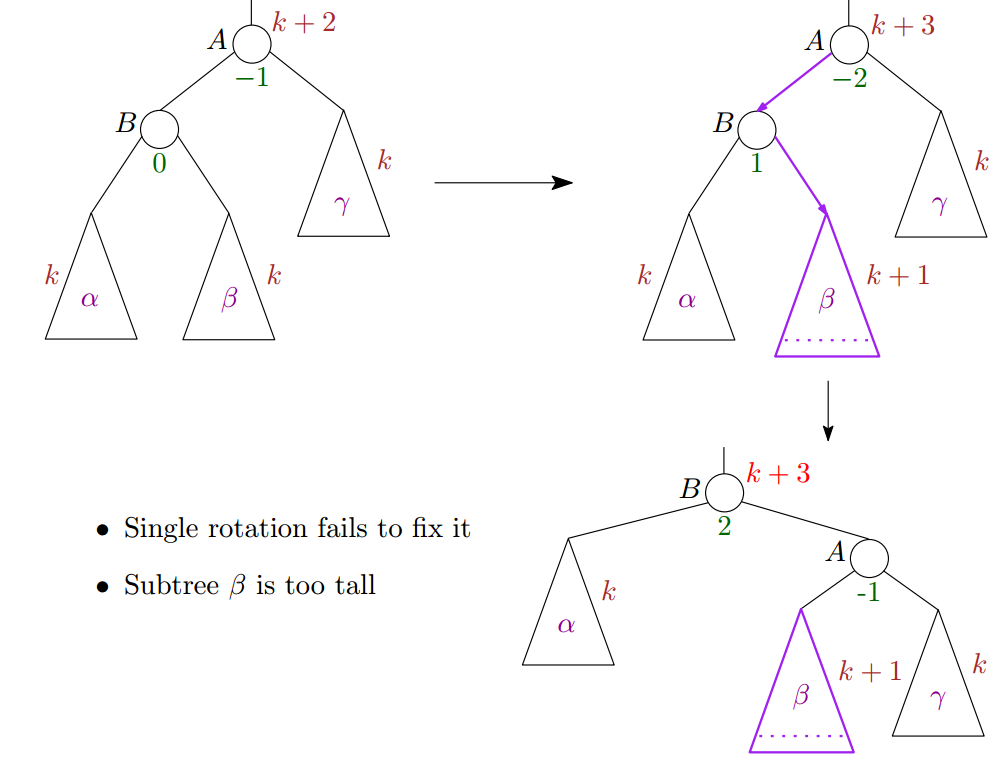 A k + 2
−1
B
0
k
γ
k
α
β
k
A k + 3
−2
B
1
k
γ
k
α
β
k + 1
B k + 3
2
A
-1
k
α
k + 1
β
k
γ
• Single rotation fails to fix it
• Subtree β is too tall